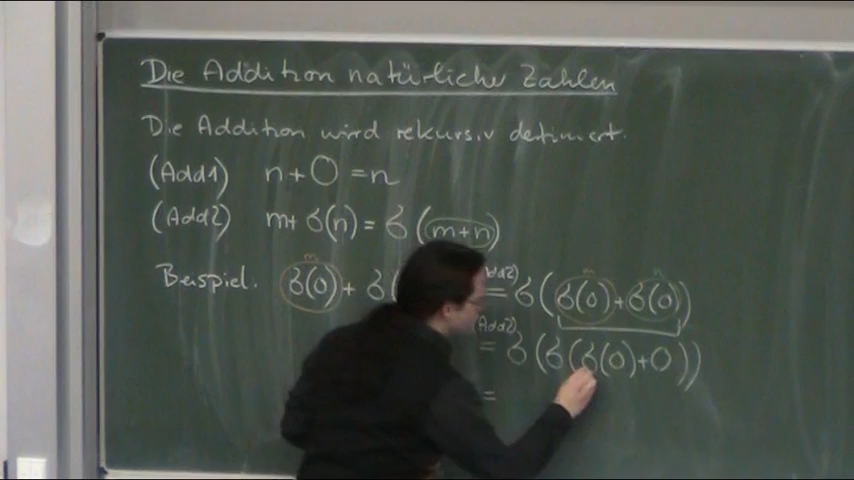 Die Addition natürlicher Zahlen
Die Addition wird rekursiv definiert.
(Add1) n+0=n
(Add2) m+σ(n)=σ(m+n)
m m n
Beispiel. σ(0)+σ( = σ(σ(0)+σ(0))
(Add2)
= σ(σ(σ(0)+0))
=